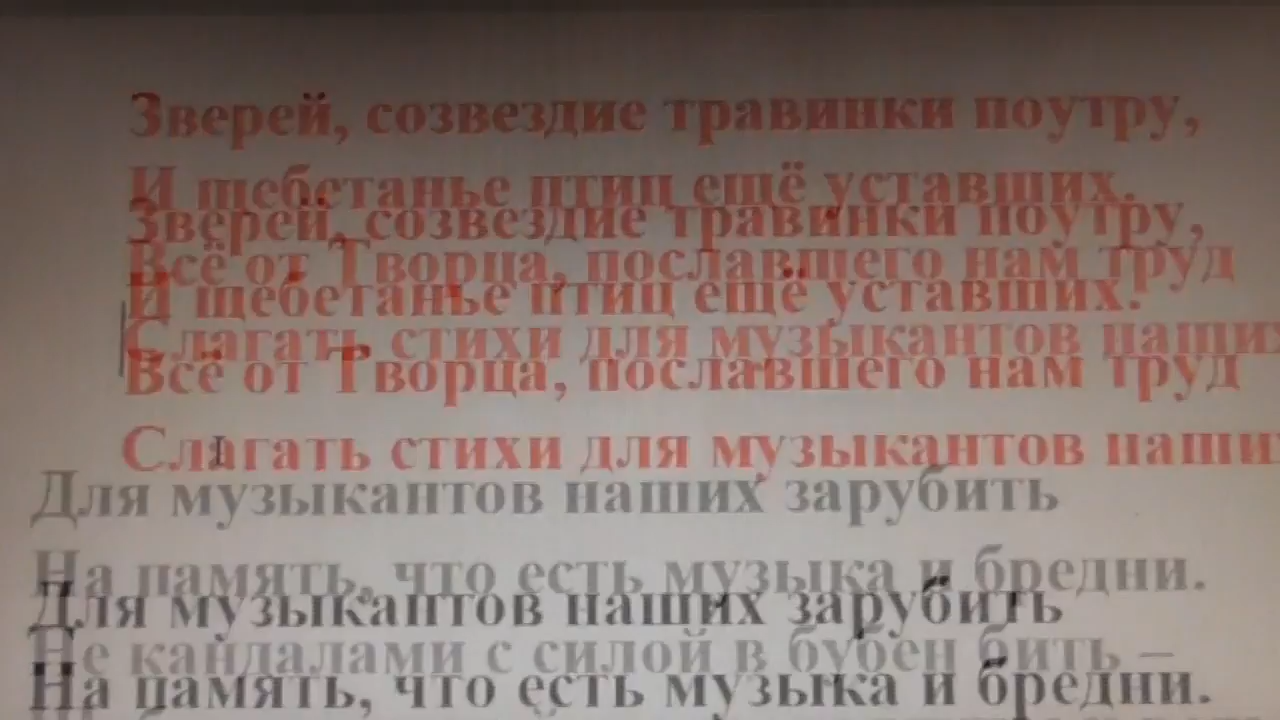 Зверей, созвездие травинки поутру,
И щебетанье птиц ещё уставших.
Зверей, созвездие травинки поутру,
Всё от Творца, пославшего нам труд
И щебетанье птиц ещё уставших.
Слагать стихи для музыкантов наших
Всё от Творца, пославшего нам труд
Слагать стихи для музыкантов наших
Для музыкантов наших зарубить
На память, что есть музыка и бредни.
Для музыкантов наших зарубить
Не кандалами с силой в бубен бить –
На память, что есть музыка и бредни.